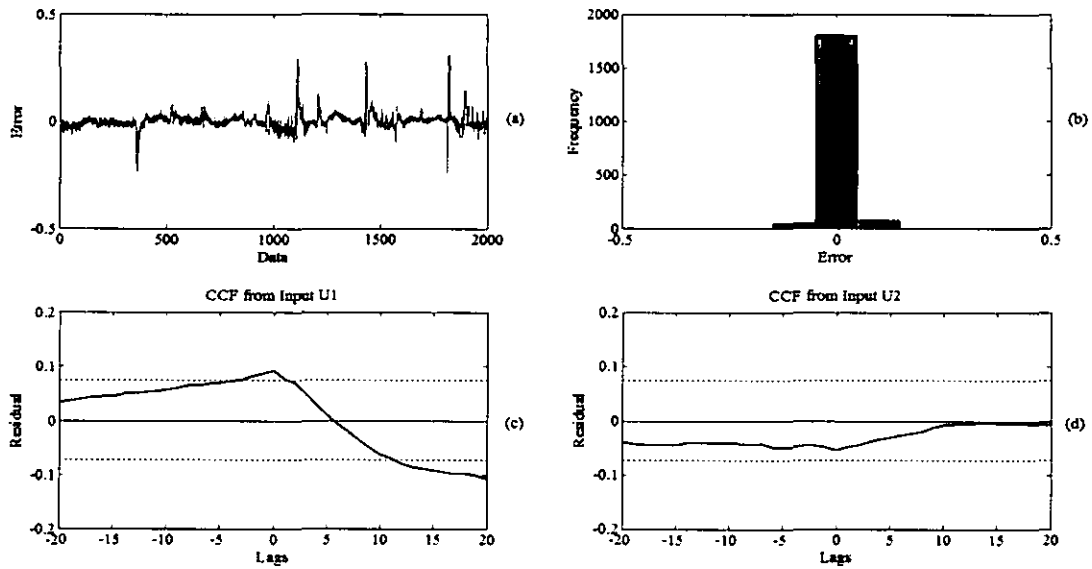 0.5
0
-0.5
Error
0 500 1000 1500 2000
Data
(a)
2000
1500
1000
500
0
Frequency
-0.5 0 0.5
Error
(b)
CCF from Input U1
0.2
0.1
0
-0.1
-0.2
Residual
-20 -15 -10 -5 0 5 10 15 20
Lags
(c)
CCF from Input U2
0.2
0.1
0
-0.1
-0.2
Residual
-20 -15 -10 -5 0 5 10 15 20
Lags
(d)